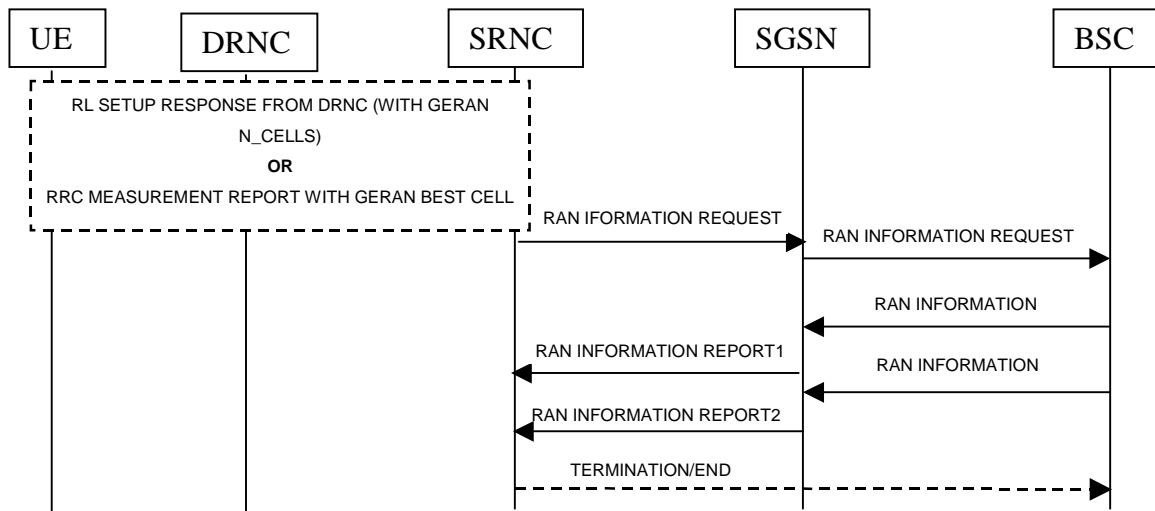 UE
DRNC
SRNC
SGSN
BSC
RL SETUP RESPONSE FROM DRNC (WITH GERAN
N_CELLS)
OR
RRC MEASUREMENT REPORT WITH GERAN BEST CELL
RAN IFORMATION REQUEST
RAN INFORMATION REQUEST
RAN INFORMATION
RAN INFORMATION REPORT1
RAN INFORMATION
RAN INFORMATION REPORT2
TERMINATION/END